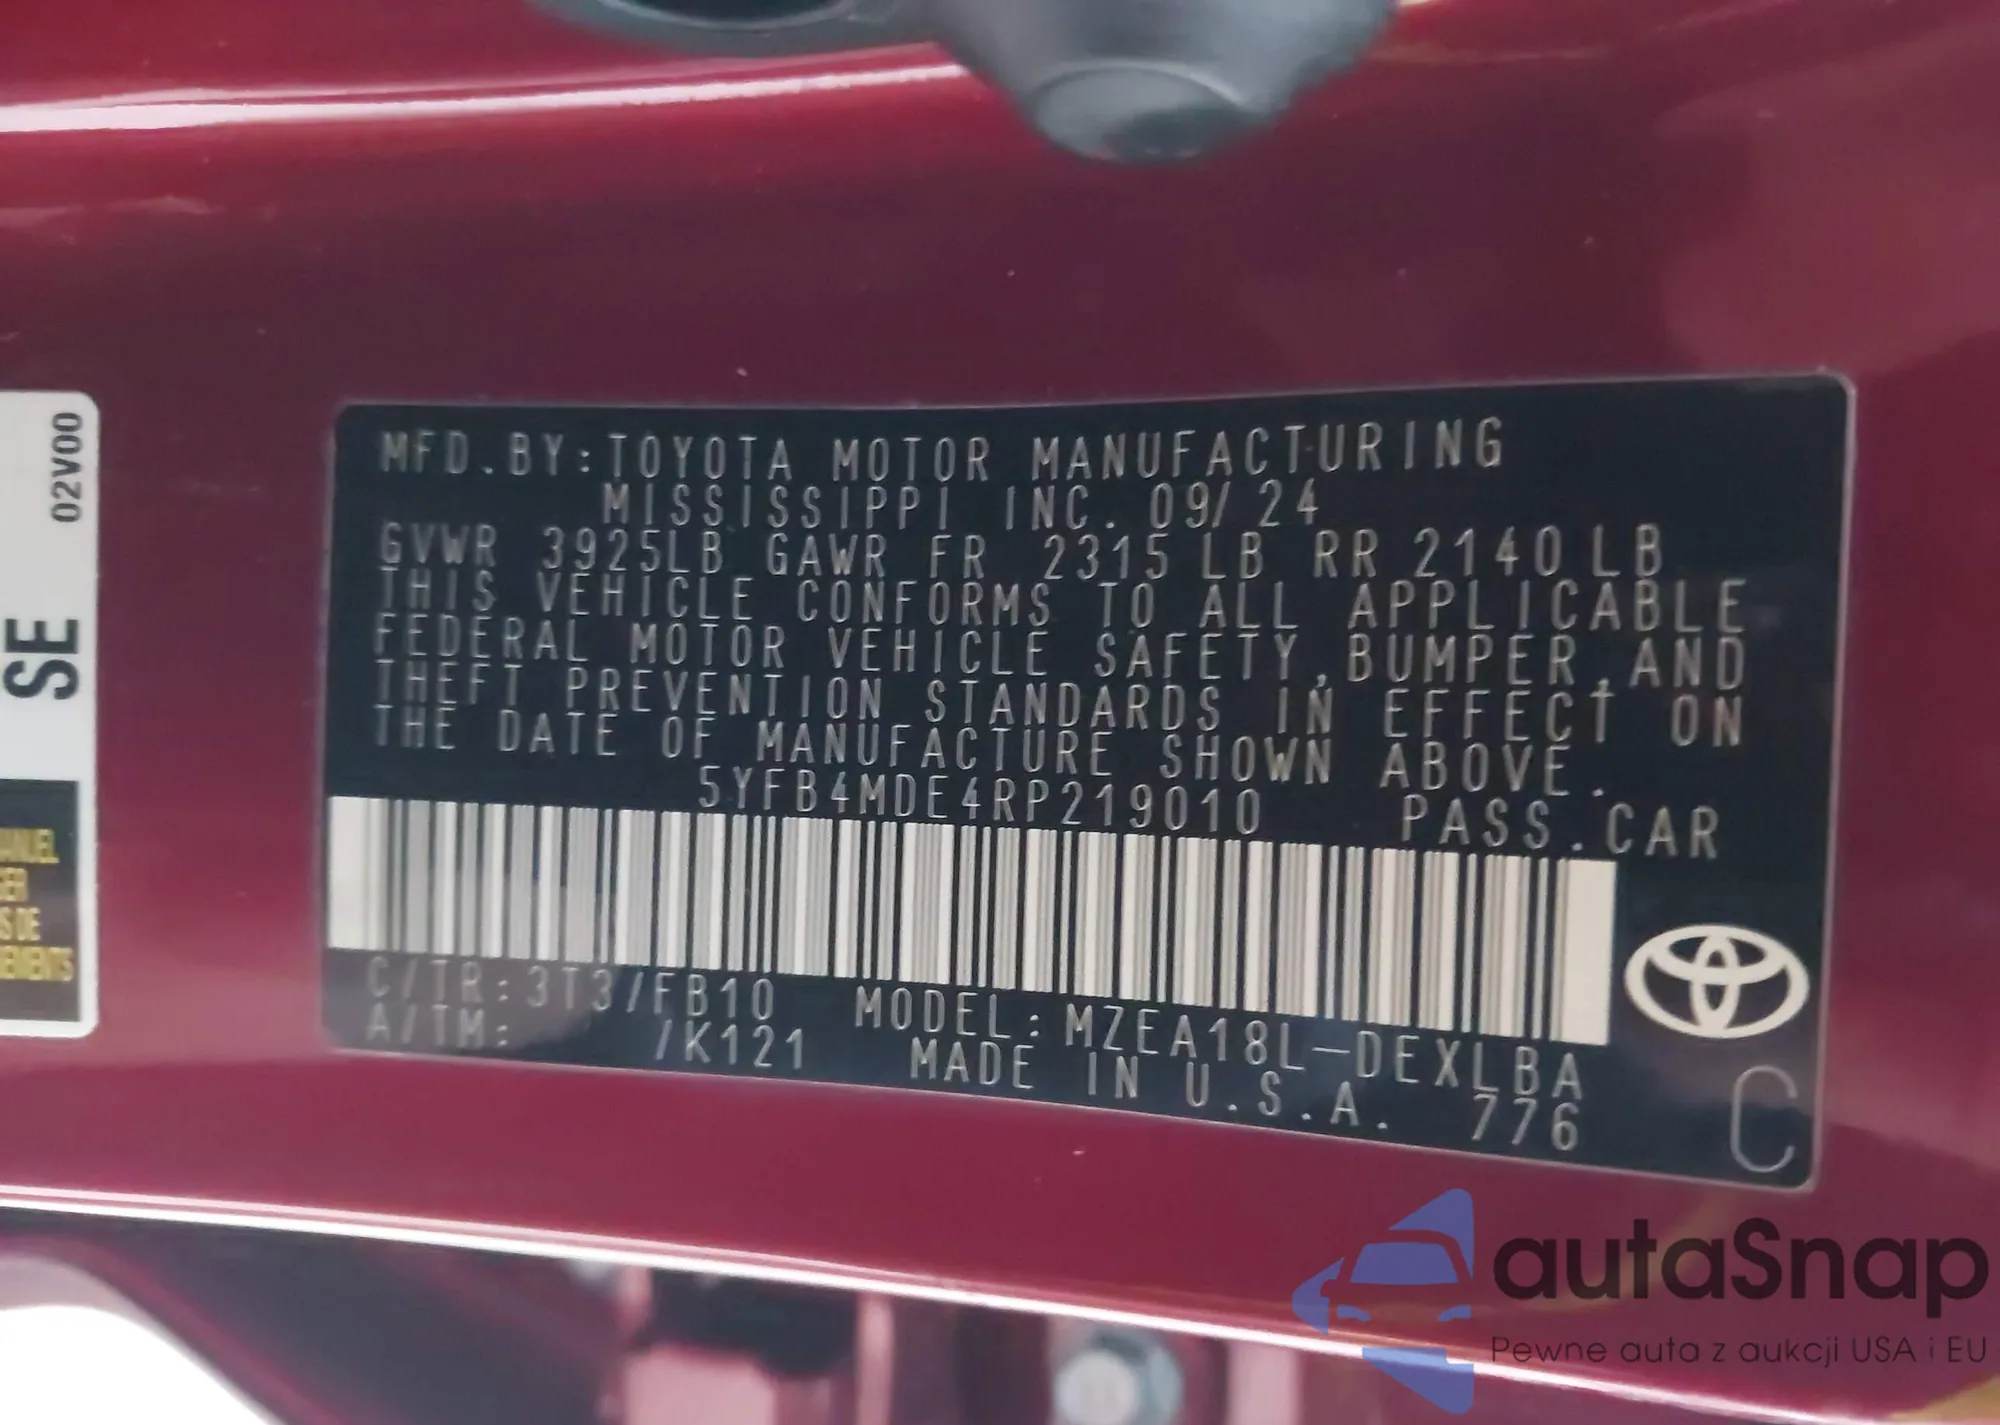 MFD.BY:TOYOTA MOTOR MANUFACTURING
MISSISSIPPI INC. 09/24
GVWR 3925LB GAWR FR 2315 LB RR 2140 LB
THIS VEHICLE CONFORMS TO ALL APPLICABLE
FEDERAL MOTOR VEHICLE SAFETY,BUMPER,AND
THEFT PREVENTION STANDARDS IN EFFECT ON
THE DATE OF MANUFACTURE SHOWN ABOVE.
5YFB4MDE4RP219010 PASS.CAR
C/TR:3T3/FB10 MODEL:MZEA18L-DEXLBA
A/TM: /K121 MADE IN U.S.A. 776
C
02V00
SE
autaSnap
Pewne auta z aukcji USA i EU